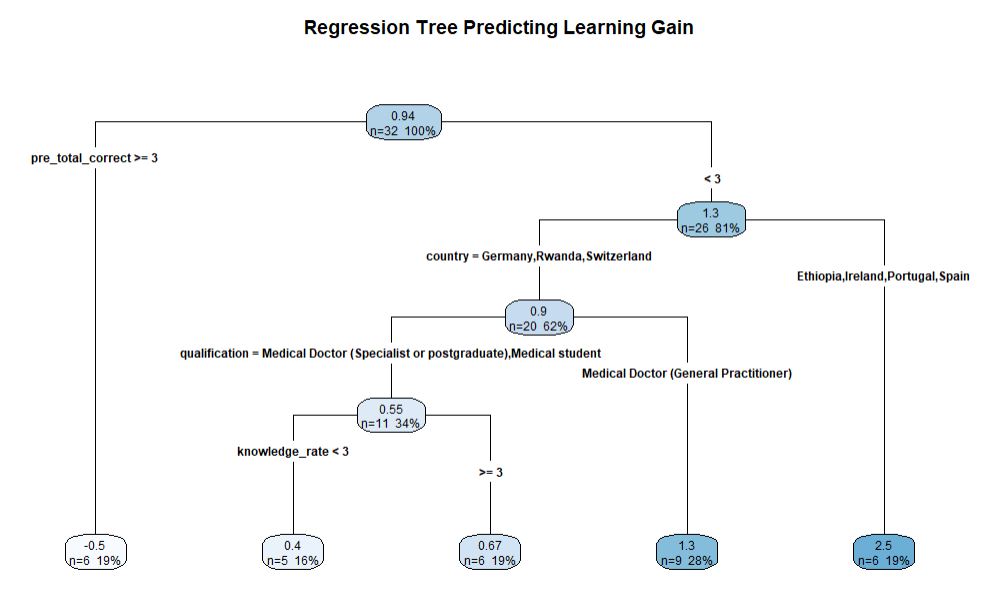 Regression Tree Predicting Learning Gain
0.94
n=32 100%
pre_total_correct >= 3
< 3
1.3
n=26 81%
country = Germany,Rwanda,Switzerland
Ethiopia,Ireland,Portugal,Spain
0.9
n=20 62%
qualification = Medical Doctor (Specialist or postgraduate),Medical student
Medical Doctor (General Practitioner)
0.55
n=11 34%
knowledge_rate < 3
>= 3
-0.5
n=6 19%
0.4
n=5 16%
0.67
n=6 19%
1.3
n=9 28%
2.5
n=6 19%